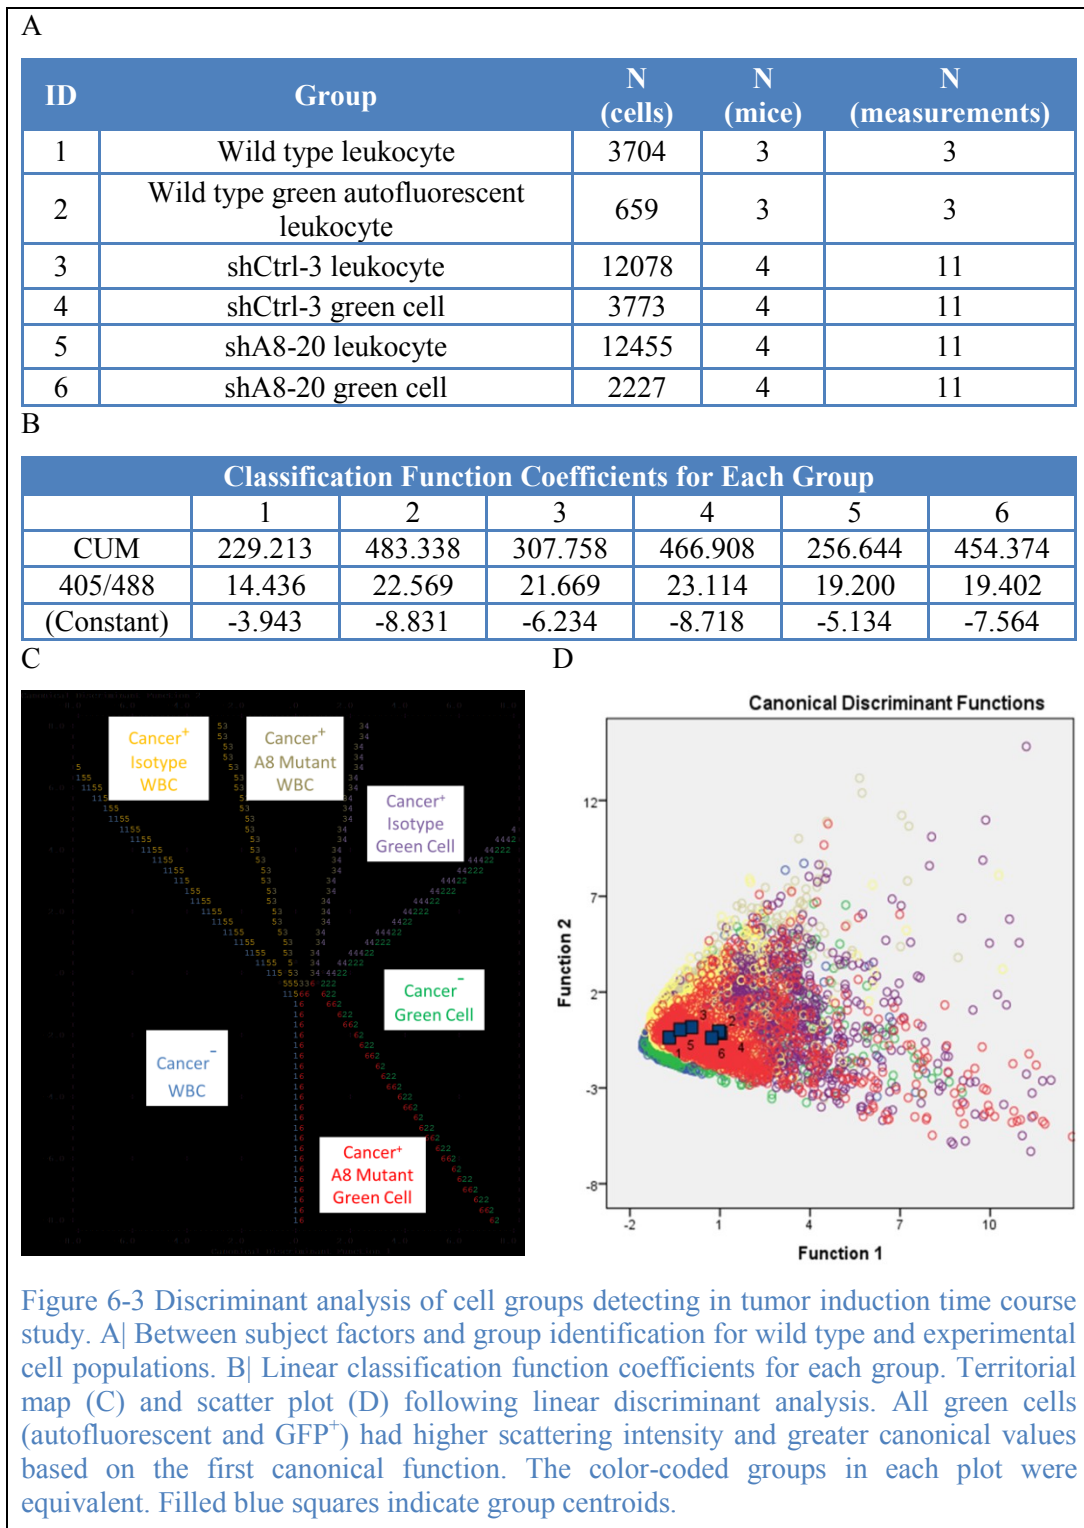 A
ID Group N (cells) N (mice) N (measurements)
1 Wild type leukocyte 3704 3 3
2 Wild type green autofluorescent leukocyte 659 3 3
3 shCtrl-3 leukocyte 12078 4 11
4 shCtrl-3 green cell 3773 4 11
5 shA8-20 leukocyte 12455 4 11
6 shA8-20 green cell 2227 4 11
B
Classification Function Coefficients for Each Group
1 2 3 4 5 6
CUM 229.213 483.338 307.758 466.908 256.644 454.374
405/488 14.436 22.569 21.669 23.114 19.200 19.402
(Constant) -3.943 -8.831 -6.234 -8.718 -5.134 -7.564
C
Cancer+
Isotype
WBC
Cancer+
A8 Mutant
WBC
Cancer+
Isotype
Green Cell
Cancer-
Green Cell
Cancer-
WBC
Cancer+
A8 Mutant
Green Cell
D
Canonical Discriminant Functions
Function 2
12
7
2
-3
-8
3
2
5
1
6
4
-2 1 4 7 10
Function 1
Figure 6-3 Discriminant analysis of cell groups detecting in tumor induction time course
study. A| Between subject factors and group identification for wild type and experimental
cell populations. B| Linear classification function coefficients for each group. Territorial
map (C) and scatter plot (D) following linear discriminant analysis. All green cells
(autofluorescent and GFP+) had higher scattering intensity and greater canonical values
based on the first canonical function. The color-coded groups in each plot were
equivalent. Filled blue squares indicate group centroids.